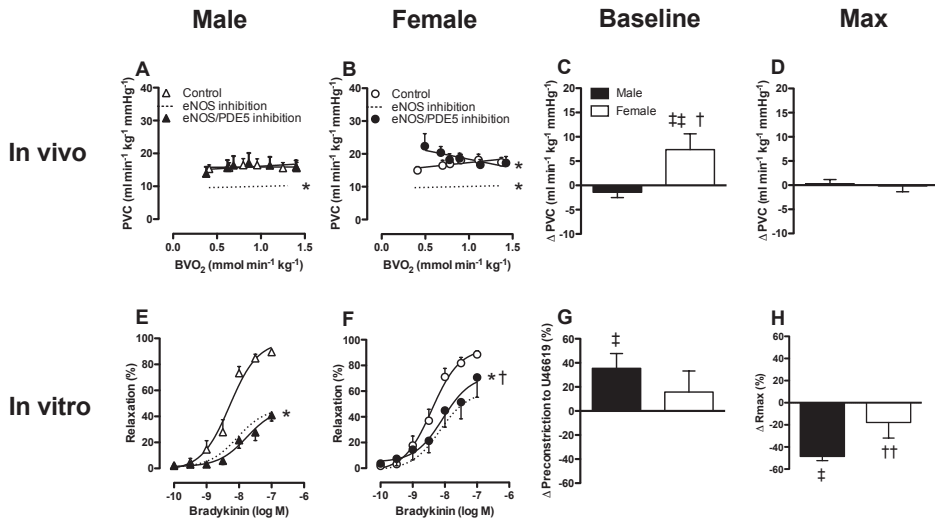 Male
Female
Baseline
Max
In vivo
A
PVC (ml min⁻¹ kg⁻¹ mmHg⁻¹)
40
30
20
10
0
Control
eNOS inhibition
eNOS/PDE5 inhibition
*
0.0 0.5 1.0 1.5
BVO₂ (mmol min⁻¹ kg⁻¹)
B
PVC (ml min⁻¹ kg⁻¹ mmHg⁻¹)
40
30
20
10
0
Control
eNOS inhibition
eNOS/PDE5 inhibition
*
*
0.0 0.5 1.0 1.5
BVO₂ (mmol min⁻¹ kg⁻¹)
C
Δ PVC (ml min⁻¹ kg⁻¹ mmHg⁻¹)
20
15
10
5
0
-5
-10
Male
Female
‡‡ †
D
Δ PVC (ml min⁻¹ kg⁻¹ mmHg⁻¹)
20
15
10
5
0
-5
-10
In vitro
E
Relaxation (%)
100
80
60
40
20
0
*
-10 -9 -8 -7 -6
Bradykinin (log M)
F
Relaxation (%)
100
80
60
40
20
0
*†
-10 -9 -8 -7 -6
Bradykinin (log M)
G
Δ Preconstriction to U46619 (%)
60
40
20
0
-20
-40
-60
‡
H
Δ Rmax (%)
60
40
20
0
-20
-40
-60
‡
††